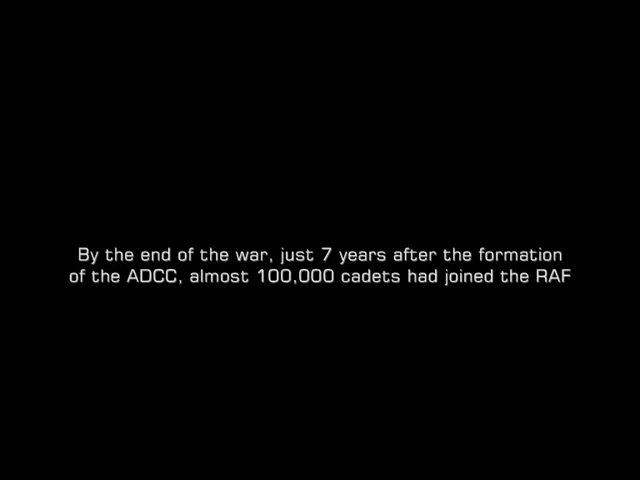 By the end of the war, just 7 years after the formation
of the ADCC, almost 100,000 cadets had joined the RAF